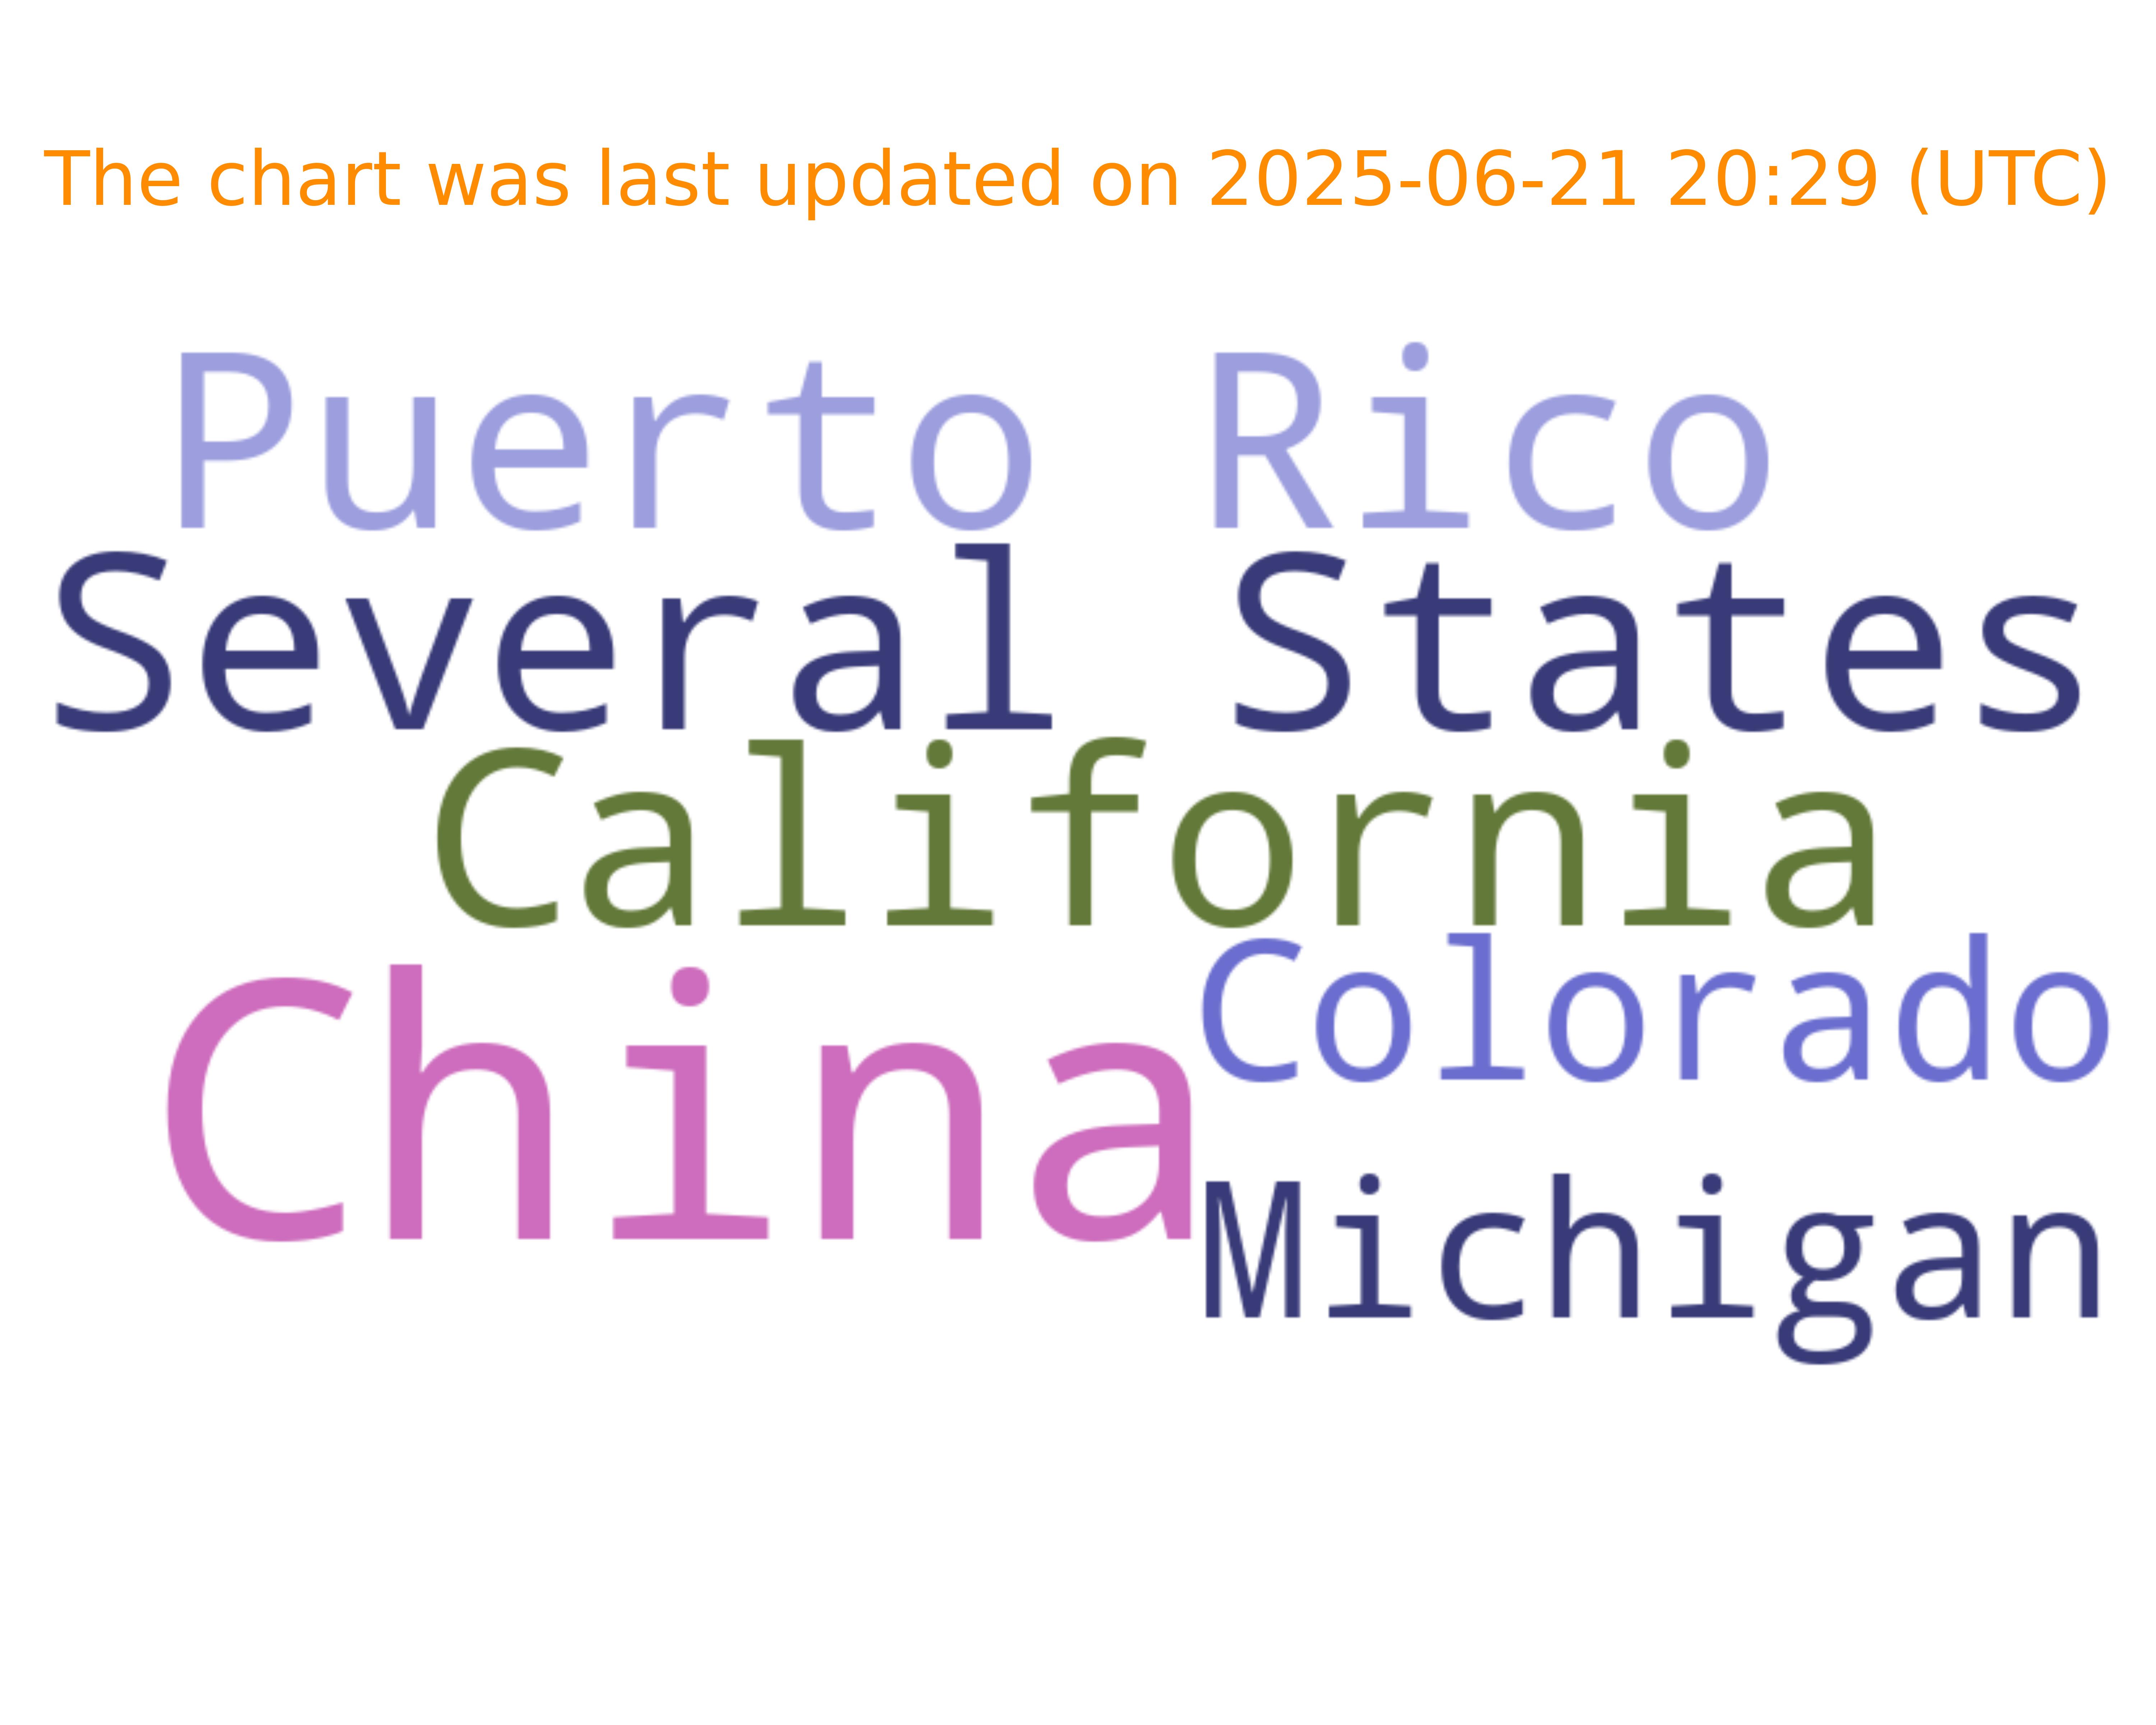 The chart was last updated on 2025-06-21 20:29 (UTC)
Puerto Rico
Several States
California
China
Colorado
Michigan